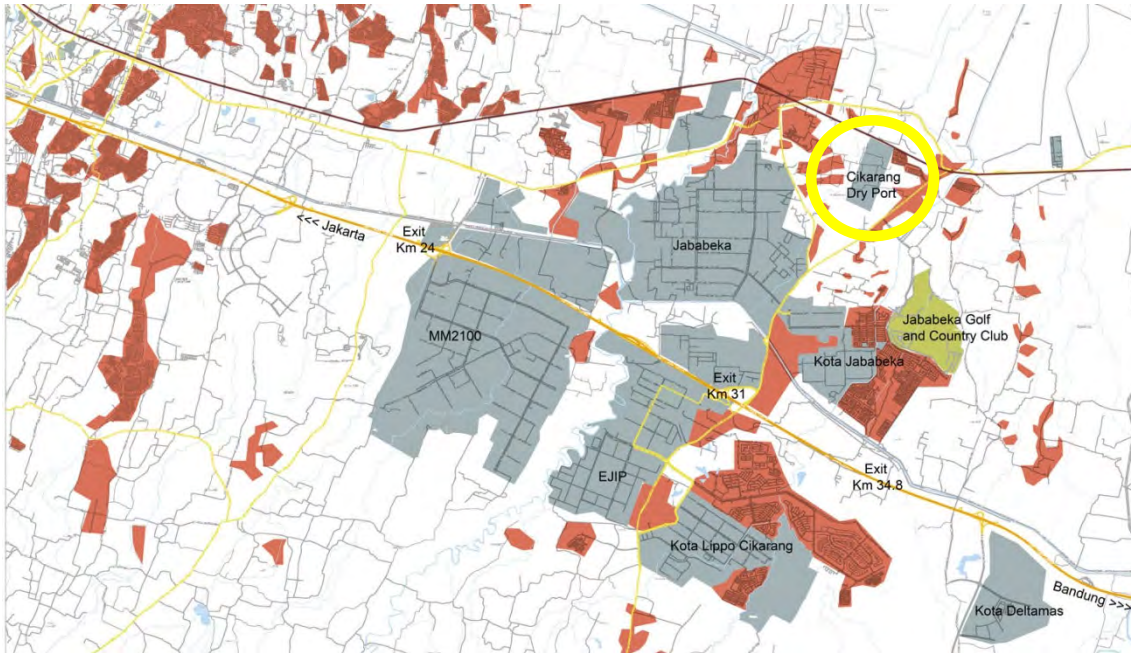 Cikarang
Dry Port
<<< Jakarta
Exit
Km 24
Jababeka
MM2100
Jababeka Golf
and Country Club
Kota Jababeka
Exit
Km 31
EJIP
Exit
Km 34.8
Kota Lippo Cikarang
Bandung >>>
Kota Deltamas